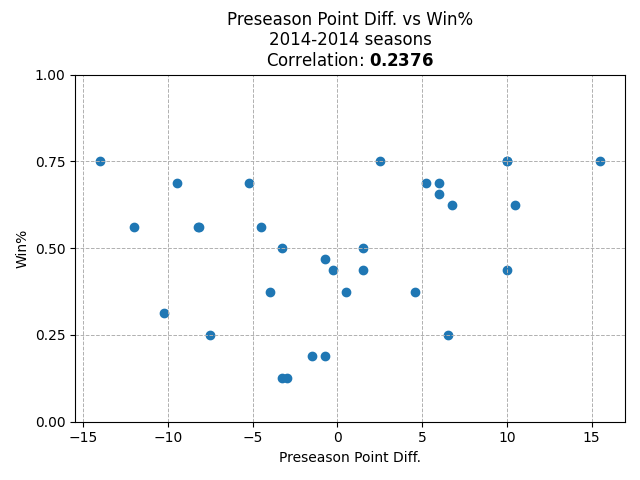 Preseason Point Diff. vs Win%
2014-2014 seasons
Correlation: 0.2376
1.00
0.75
0.50
0.25
0.00
Win%
−15
−10
−5
0
5
10
15
Preseason Point Diff.